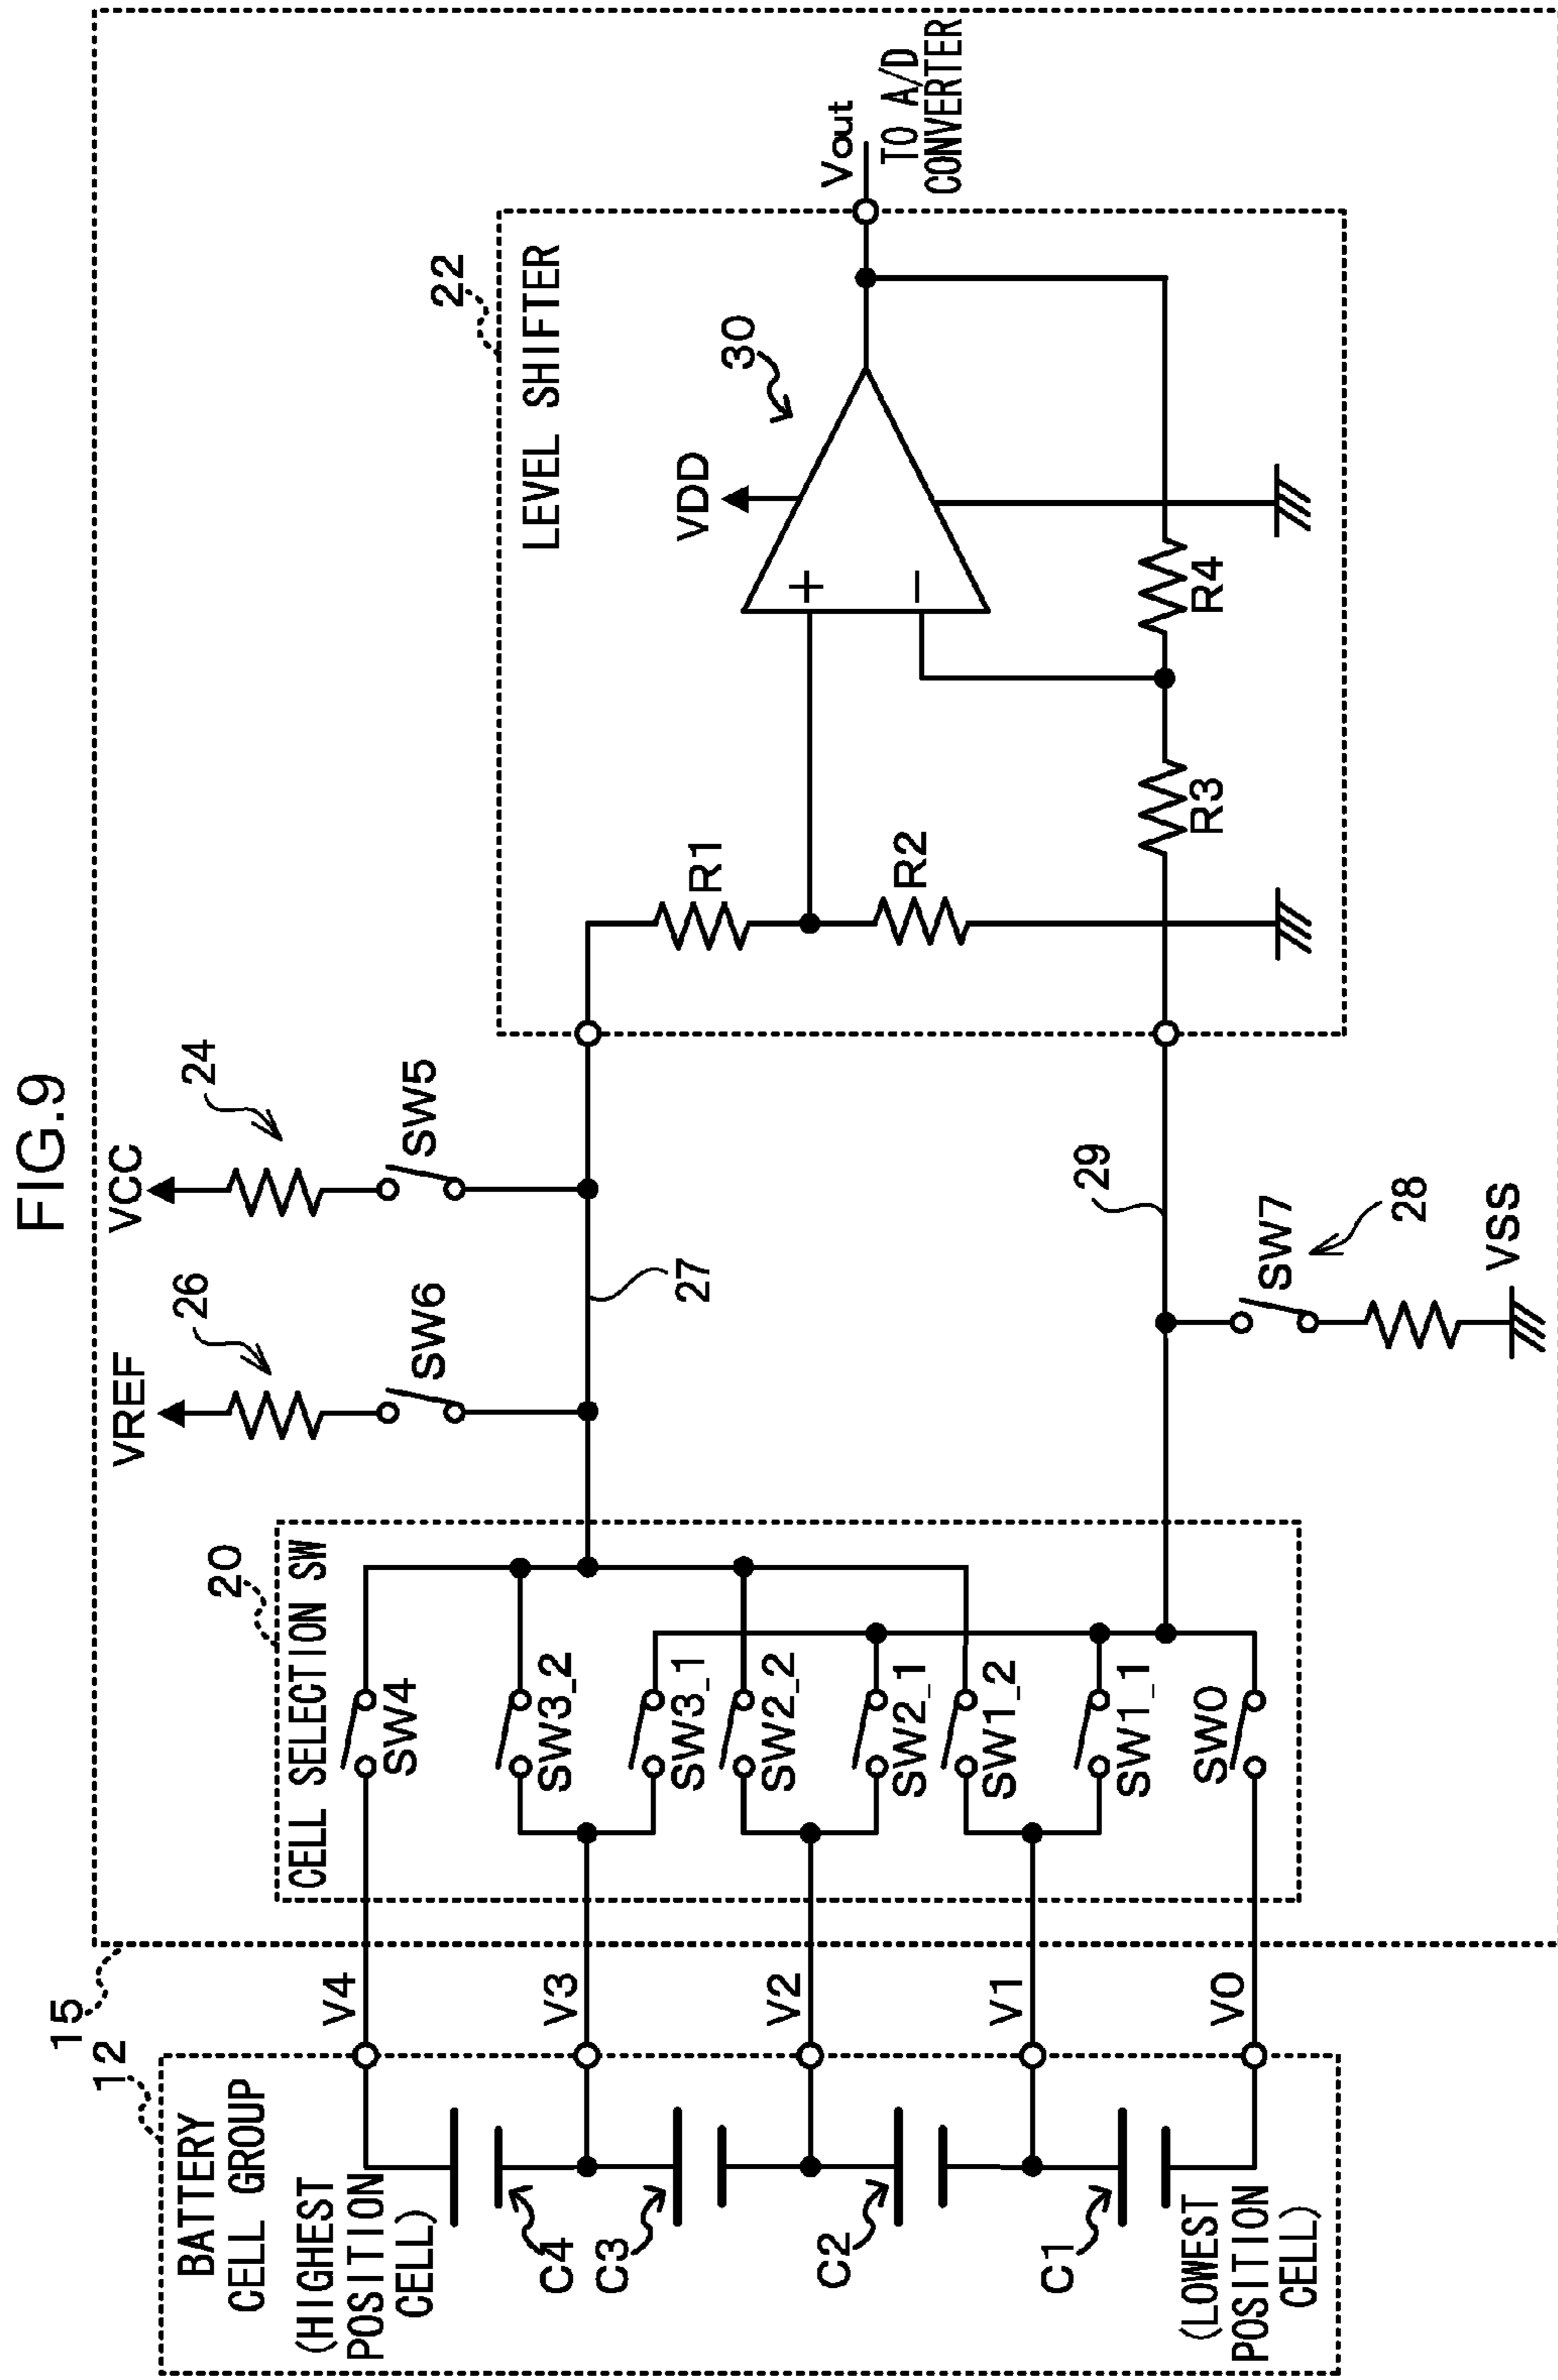 FIG.9
15
12
BATTERY
CELL GROUP
(HIGHEST
POSITION
CELL)
C4
C3
C2
C1
(LOWEST
POSITION
CELL)
V4
V3
V2
V1
V0
20
CELL SELECTION SW
SW4
SW3_2
SW3_1
SW2_2
SW2_1
SW1_2
SW1_1
SW0
VREF
26
SW6
VCC
24
SW5
27
29
SW7
28
VSS
22
LEVEL SHIFTER
R1
R2
R3
R4
VDD
30
+
−
Vout
TO A/D
CONVERTER